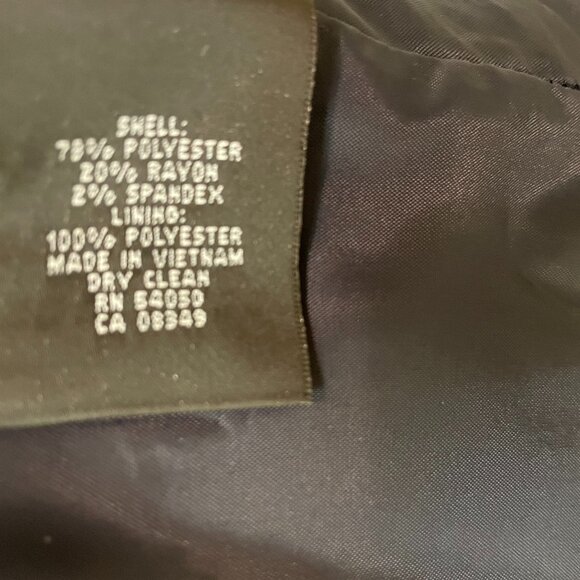 SHELL:
78% POLYESTER
20% RAYON
2% SPANDEX
LINING:
100% POLYESTER
MADE IN VIETNAM
DRY CLEAN
RN 54050
CA 08349